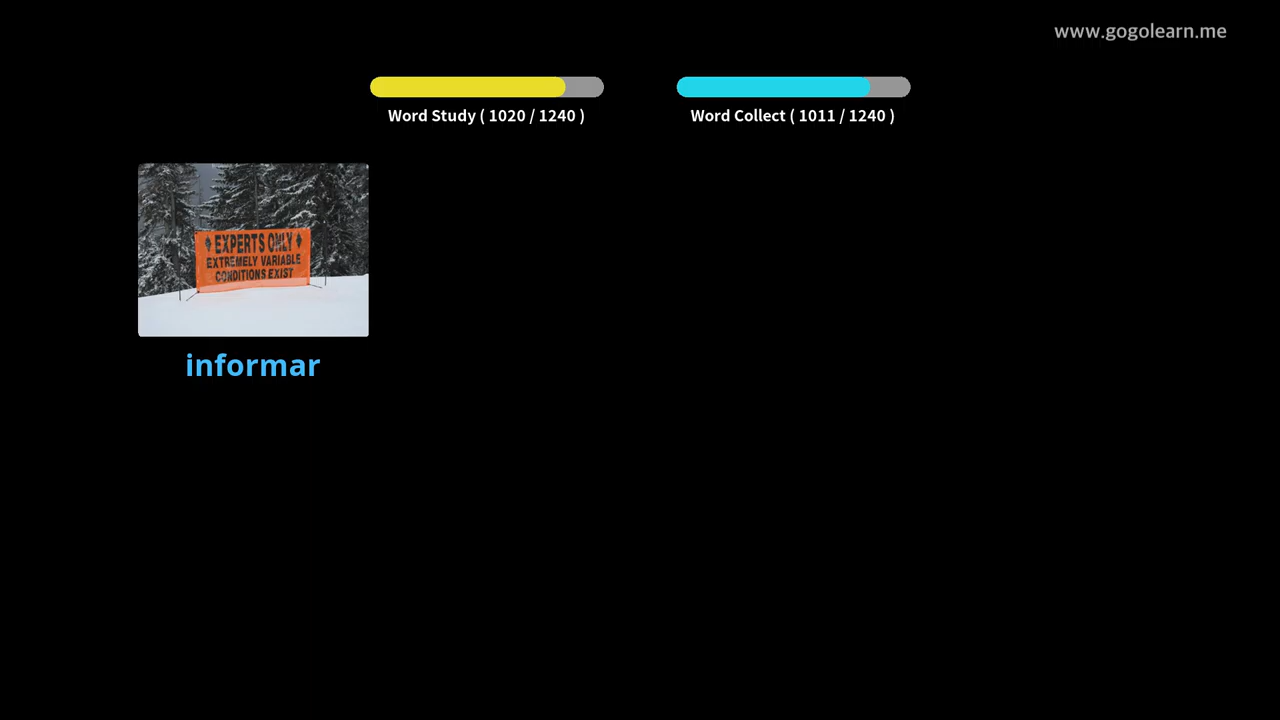 www.gogolearn.me
Word Study ( 1020 / 1240 )
Word Collect ( 1011 / 1240 )
EXPERTS ONLY
EXTREMELY VARIABLE
CONDITIONS EXIST
informar